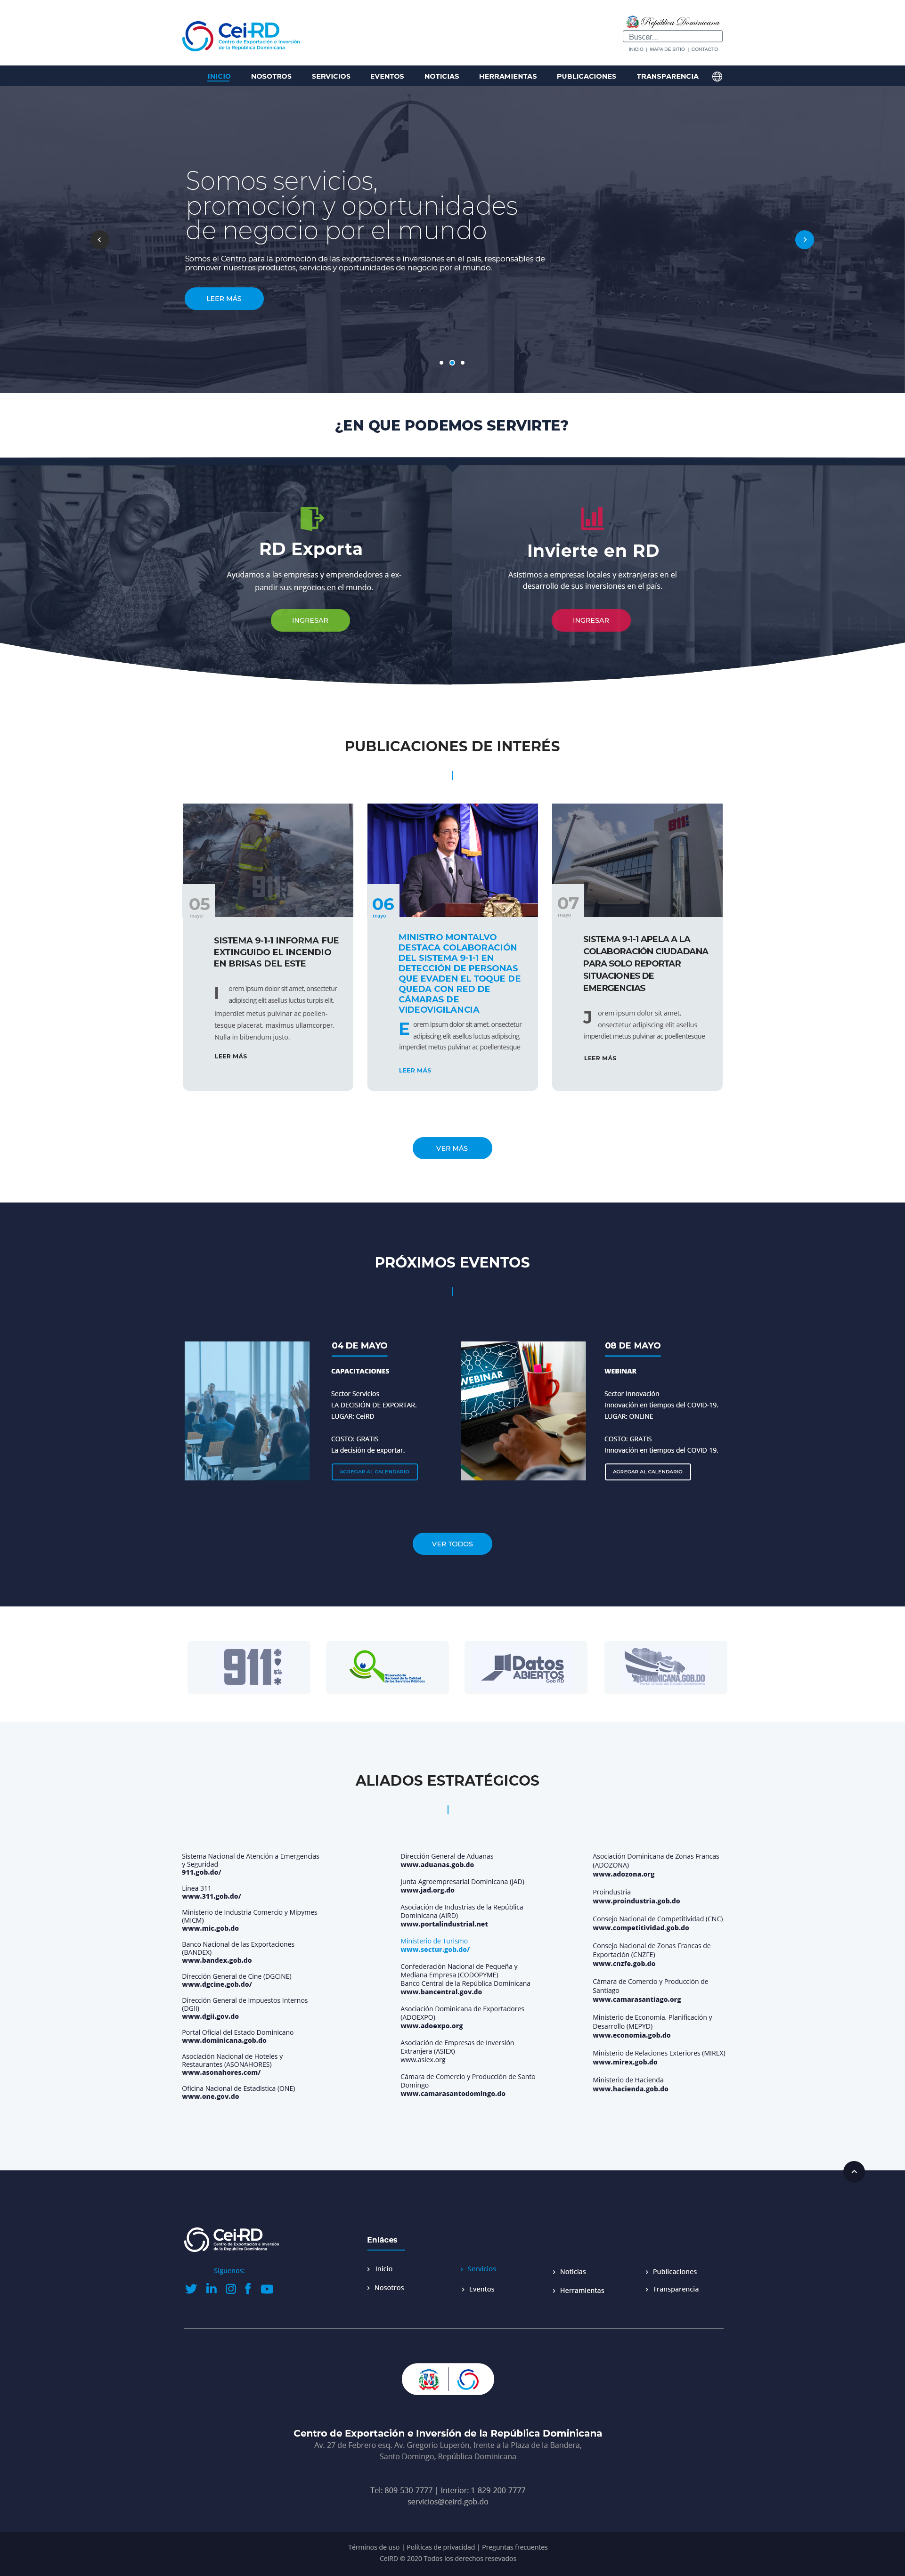 CeiRD
Centro de Exportación e Inversión
de la República Dominicana
República Dominicana
Buscar...
INICIO | MAPA DE SITIO | CONTACTO
INICIO NOSOTROS SERVICIOS EVENTOS NOTICIAS HERRAMIENTAS PUBLICACIONES TRANSPARENCIA
Somos servicios,
promoción y oportunidades
de negocio por el mundo
Somos el Centro para la promoción de las exportaciones e inversiones en el país, responsables de
promover nuestros productos, servicios y oportunidades de negocio por el mundo.
LEER MÁS
¿EN QUE PODEMOS SERVIRTE?
RD Exporta
Ayudamos a las empresas y emprendedores a ex-
pandir sus negocios en el mundo.
INGRESAR
Invierte en RD
Asistimos a empresas locales y extranjeras en el
desarrollo de sus inversiones en el país.
INGRESAR
PUBLICACIONES DE INTERÉS
911
05
mayo
SISTEMA 9-1-1 INFORMA FUE
EXTINGUIDO EL INCENDIO
EN BRISAS DEL ESTE
I orem ipsum dolor sit amet, onsectetur
adipiscing elit asellus luctus turpis elit,
imperdiet metus pulvinar ac poellen-
tesque placerat. maximus ullamcorper.
Nulla in bibendum justo.
LEER MÁS
06
mayo
MINISTRO MONTALVO
DESTACA COLABORACIÓN
DEL SISTEMA 9-1-1 EN
DETECCIÓN DE PERSONAS
QUE EVADEN EL TOQUE DE
QUEDA CON RED DE
CÁMARAS DE
VIDEOVIGILANCIA
E orem ipsum dolor sit amet, onsectetur
adipiscing elit asellus luctus adipiscing
imperdiet metus pulvinar ac poellentesque
LEER MÁS
911
07
mayo
SISTEMA 9-1-1 APELA A LA
COLABORACIÓN CIUDADANA
PARA SOLO REPORTAR
SITUACIONES DE
EMERGENCIAS
J orem ipsum dolor sit amet,
onsectetur adipiscing elit asellus
imperdiet metus pulvinar ac poellentesque
LEER MÁS
VER MÁS
PRÓXIMOS EVENTOS
04 DE MAYO
CAPACITACIONES
Sector Servicios
LA DECISIÓN DE EXPORTAR.
LUGAR: CeiRD
COSTO: GRATIS
La decisión de exportar.
AGREGAR AL CALENDARIO
WEBINAR
08 DE MAYO
WEBINAR
Sector Innovación
Innovación en tiempos del COVID-19.
LUGAR: ONLINE
COSTO: GRATIS
Innovación en tiempos del COVID-19.
AGREGAR AL CALENDARIO
VER TODOS
911
Observatorio
Nacional de la Calidad
de los Servicios Públicos
Datos
ABIERTOS
Gob RD
DOMINICANA.GOB.DO
ALIADOS ESTRATÉGICOS
Sistema Nacional de Atención a Emergencias
y Seguridad
911.gob.do/
Línea 311
www.311.gob.do/
Ministerio de Industria Comercio y Mipymes
(MICM)
www.mic.gob.do
Banco Nacional de las Exportaciones
(BANDEX)
www.bandex.gob.do
Dirección General de Cine (DGCINE)
www.dgcine.gob.do/
Dirección General de Impuestos Internos
(DGII)
www.dgii.gov.do
Portal Oficial del Estado Dominicano
www.dominicana.gob.do
Asociación Nacional de Hoteles y
Restaurantes (ASONAHORES)
www.asonahores.com/
Oficina Nacional de Estadística (ONE)
www.one.gov.do
Dirección General de Aduanas
www.aduanas.gob.do
Junta Agroempresarial Dominicana (JAD)
www.jad.org.do
Asociación de Industrias de la República
Dominicana (AIRD)
www.portalindustrial.net
Ministerio de Turismo
www.sectur.gob.do/
Confederación Nacional de Pequeña y
Mediana Empresa (CODOPYME)
Banco Central de la República Dominicana
www.bancentral.gov.do
Asociación Dominicana de Exportadores
(ADOEXPO)
www.adoexpo.org
Asociación de Empresas de Inversión
Extranjera (ASIEX)
www.asiex.org
Cámara de Comercio y Producción de Santo
Domingo
www.camarasantodomingo.do
Asociación Dominicana de Zonas Francas
(ADOZONA)
www.adozona.org
Proindustria
www.proindustria.gob.do
Consejo Nacional de Competitividad (CNC)
www.competitividad.gob.do
Consejo Nacional de Zonas Francas de
Exportación (CNZFE)
www.cnzfe.gob.do
Cámara de Comercio y Producción de
Santiago
www.camarasantiago.org
Ministerio de Economía, Planificación y
Desarrollo (MEPYD)
www.economia.gob.do
Ministerio de Relaciones Exteriores (MIREX)
www.mirex.gob.do
Ministerio de Hacienda
www.hacienda.gob.do
CeiRD
Centro de Exportación e Inversión
de la República Dominicana
Síguenos:
Enláces
Inicio
Nosotros
Servicios
Eventos
Noticias
Herramientas
Publicaciones
Transparencia
Centro de Exportación e Inversión de la República Dominicana
Av. 27 de Febrero esq. Av. Gregorio Luperón, frente a la Plaza de la Bandera,
Santo Domingo, República Dominicana
Tel: 809-530-7777 | Interior: 1-829-200-7777
servicios@ceird.gob.do
Términos de uso | Políticas de privacidad | Preguntas frecuentes
CeiRD © 2020 Todos los derechos resevados